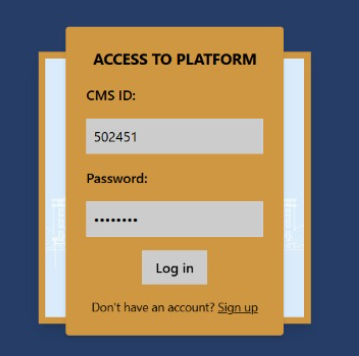 ACCESS TO PLATFORM
CMS ID:
502451
Password:
••••••••
Log in
Don't have an account? Sign up